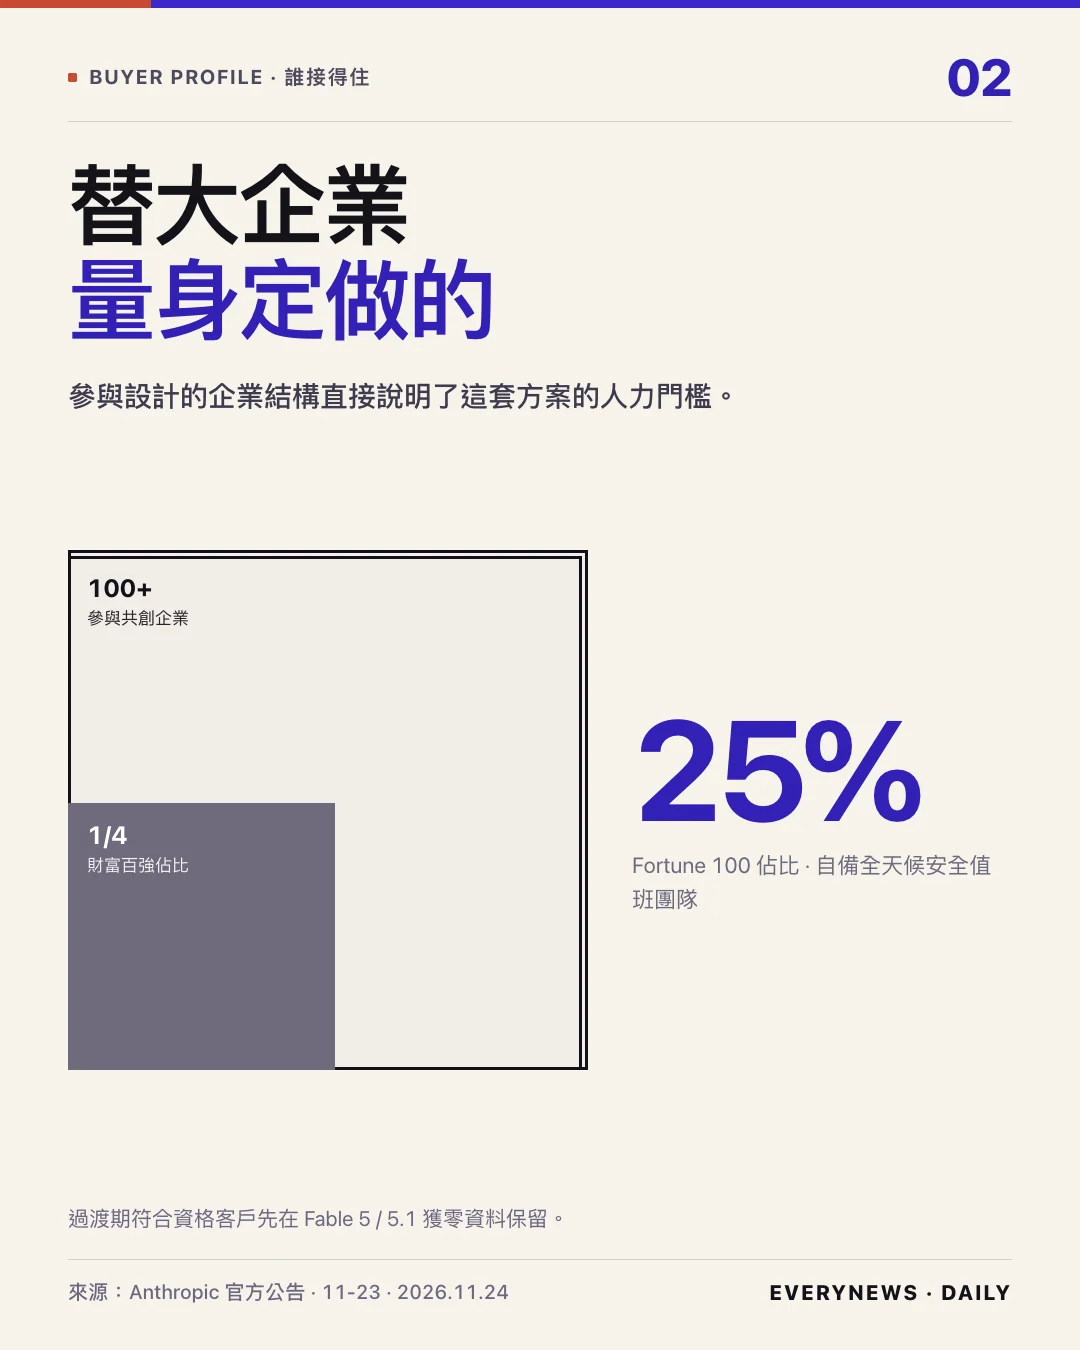 BUYER PROFILE · 誰接得住
02
替大企業
量身定做的
參與設計的企業結構直接說明了這套方案的人力門檻。
100+
參與共創企業
1/4
財富百強佔比
25%
Fortune 100 佔比 · 自備全天候安全值
班團隊
過渡期符合資格客戶先在 Fable 5 / 5.1 獲零資料保留。
來源：Anthropic 官方公告 · 11-23 · 2026.11.24
EVERYNEWS · DAILY